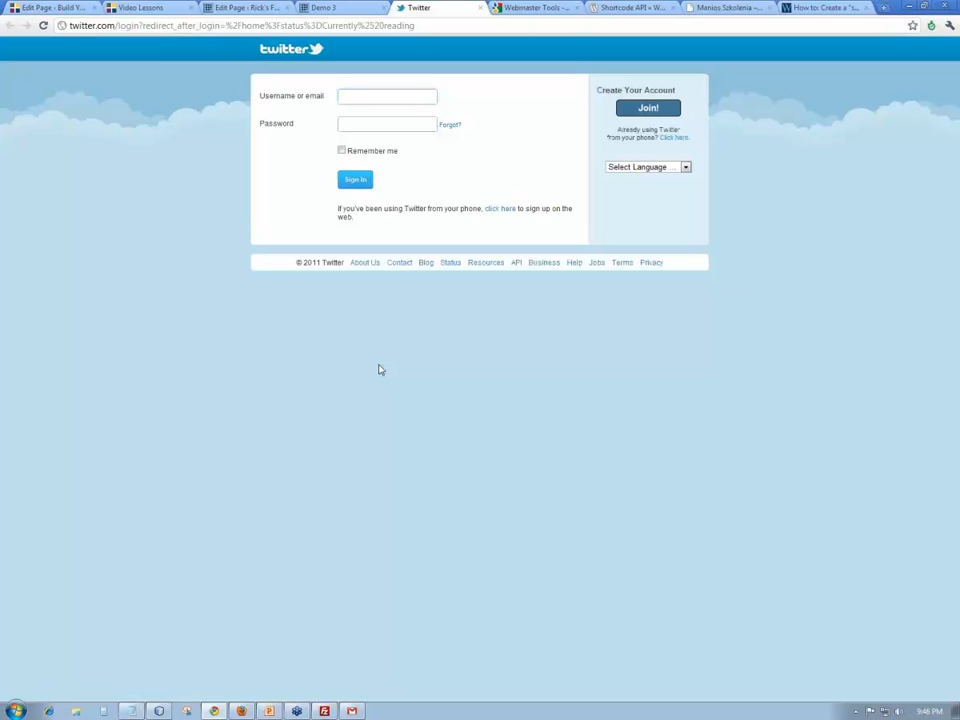 Edit Page ‹ Build Y...
Video Lessons
Edit Page ‹ Rick's F...
Demo 3
Twitter
Webmaster Tools - ...
Shortcode API « W...
Manios Szkolenia – ...
How to: Create a "s...
twitter.com/login?redirect_after_login=%2Fhome%3Fstatus%3DCurrently%2520reading
twitter
Username or email
Password
Forgot?
Remember me
Sign In
If you've been using Twitter from your phone, click here to sign up on the
web.
Create Your Account
Join!
Already using Twitter
from your phone? Click here.
Select Language ...
© 2011 Twitter About Us Contact Blog Status Resources API Business Help Jobs Terms Privacy
9:46 PM